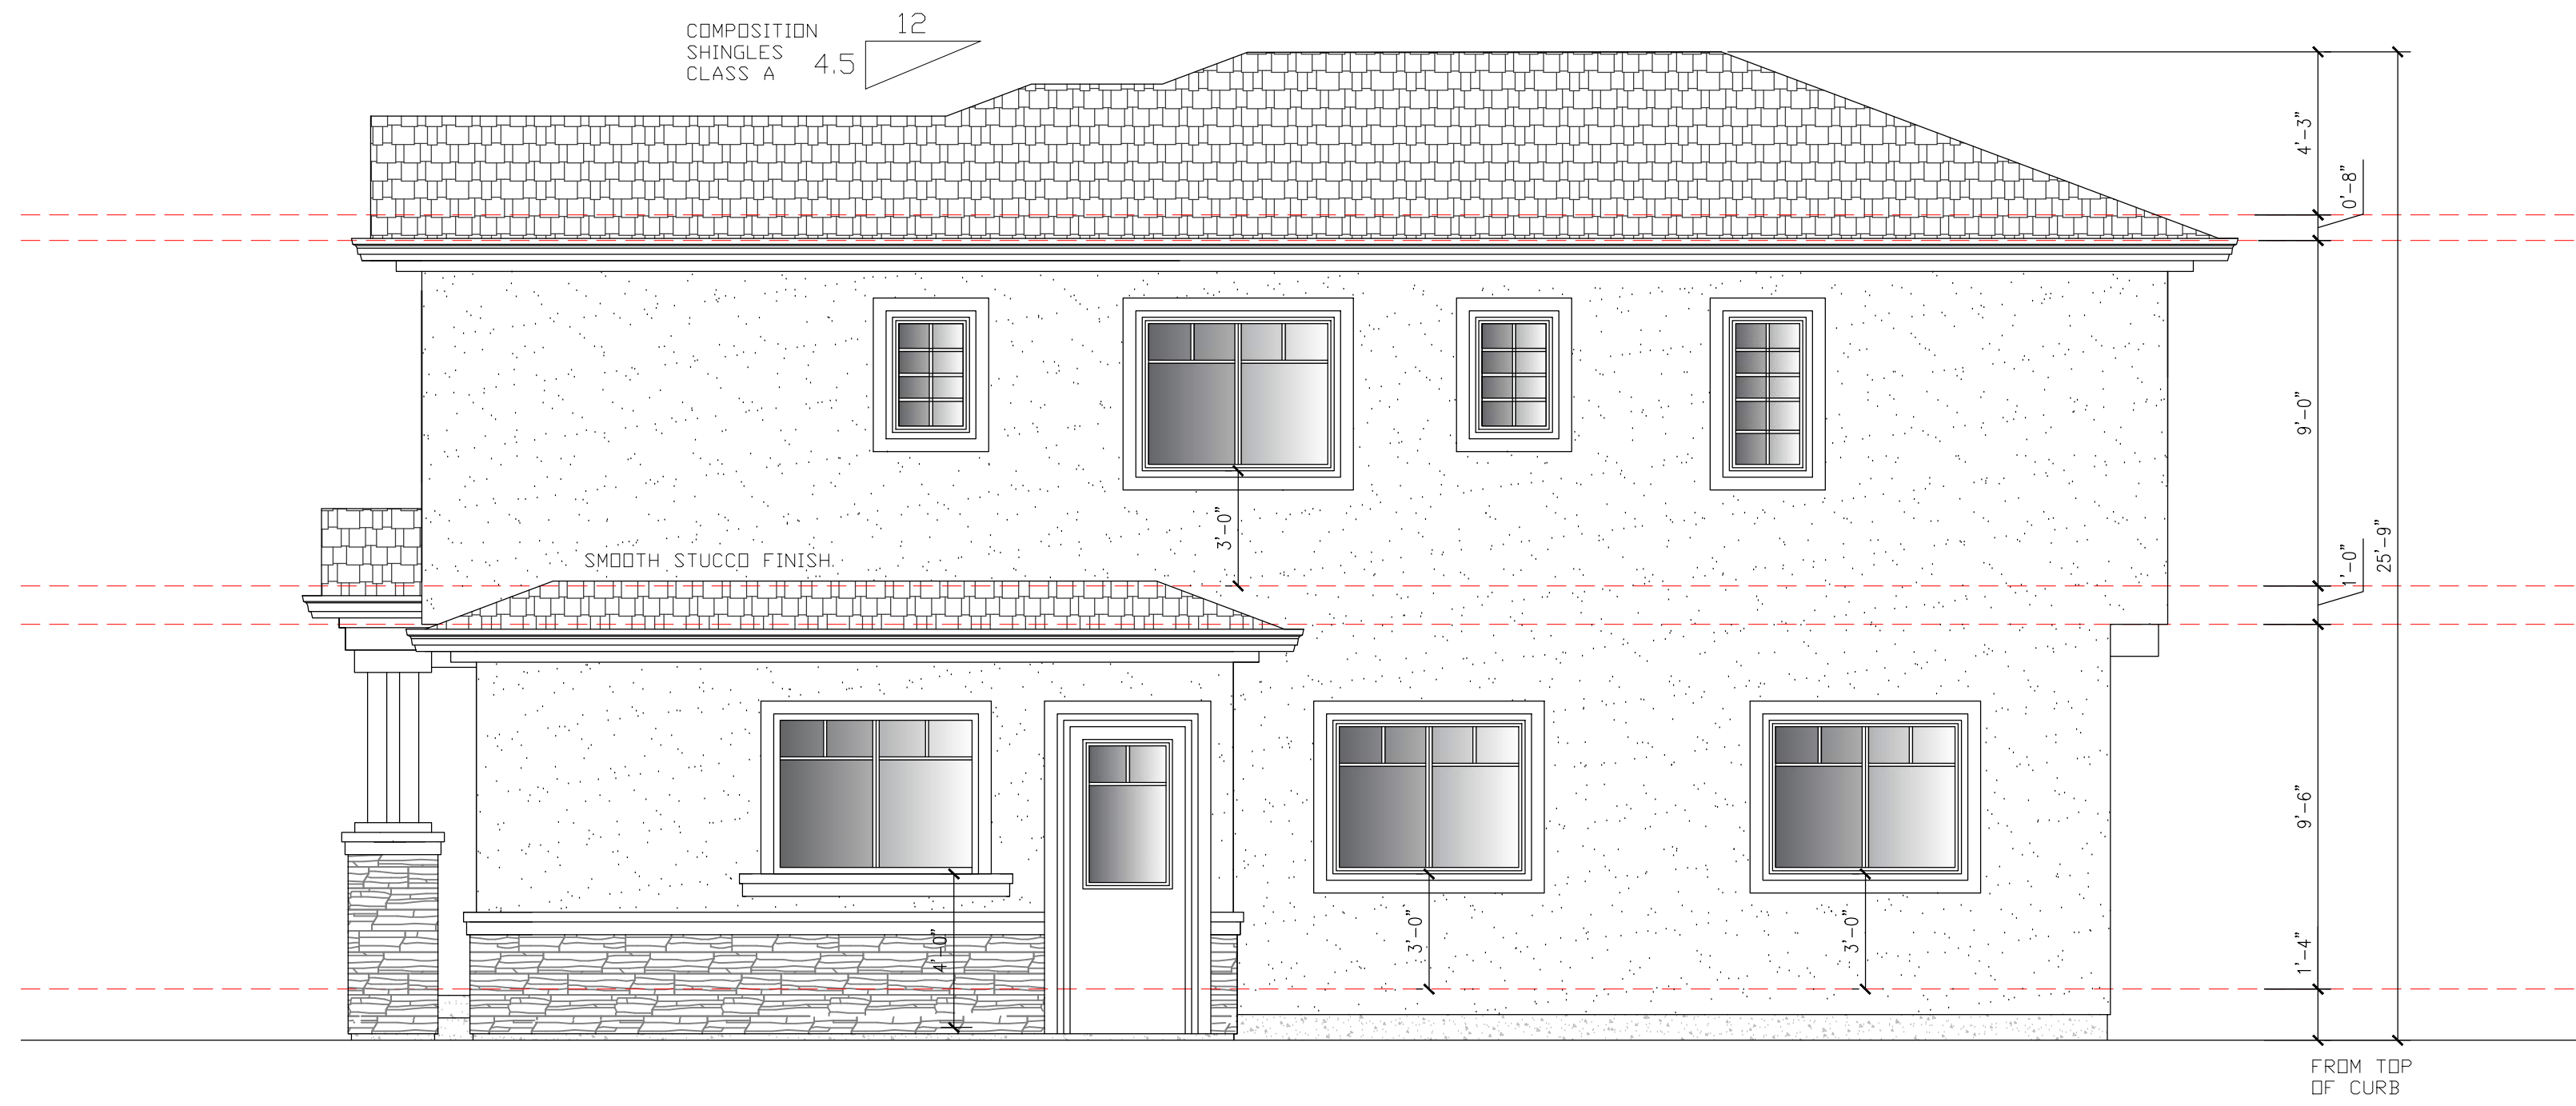 COMPOSITION
SHINGLES
CLASS A
12
4.5
4'-3"
0'-8"
9'-0"
3'-0"
1'-0"
25'-9"
SMOOTH STUCCO FINISH
9'-6"
4'-0"
3'-0"
3'-0"
1'-4"
FROM TOP
OF CURB